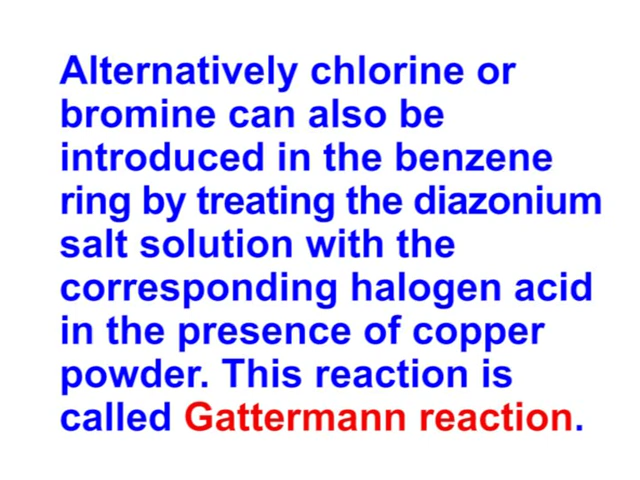 Alternatively chlorine or
bromine can also be
introduced in the benzene
ring by treating the diazonium
salt solution with the
corresponding halogen acid
in the presence of copper
powder. This reaction is
called Gattermann reaction.